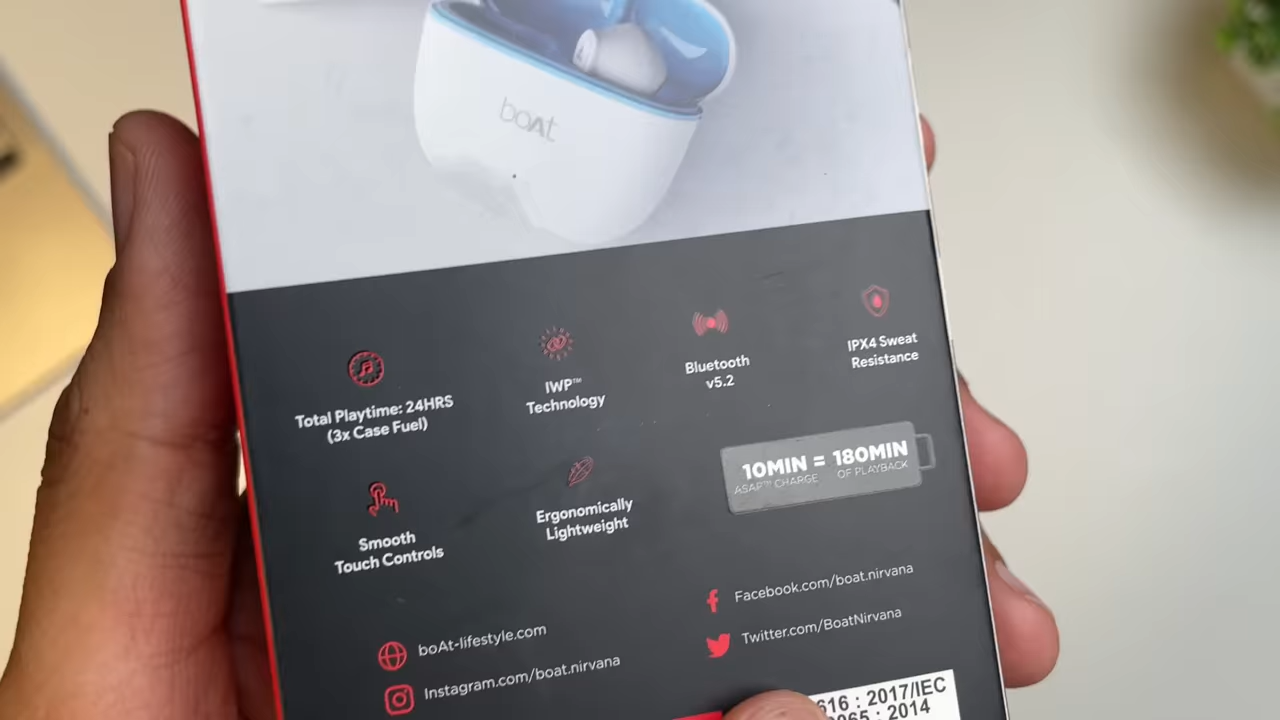 boAt
Total Playtime: 24HRS
(3x Case Fuel)
IWP™
Technology
Bluetooth
v5.2
IPX4 Sweat
Resistance
Smooth
Touch Controls
Ergonomically
Lightweight
10MIN = 180MIN
ASAP™ CHARGE OF PLAYBACK
boAt-lifestyle.com
Instagram.com/boat.nirvana
Facebook.com/boat.nirvana
Twitter.com/BoatNirvana
616 : 2017/IEC
: 2014